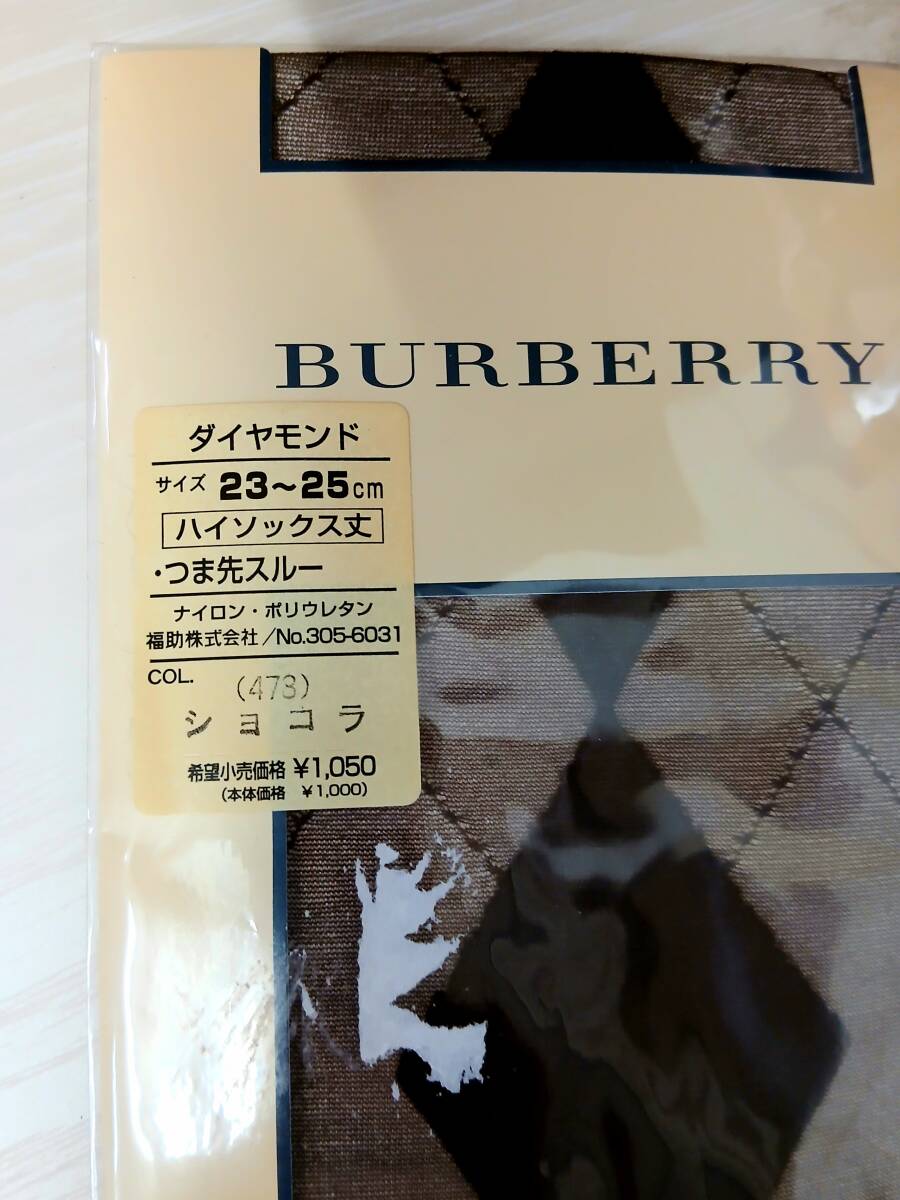 BURBERRY
ダイヤモンド
サイズ 23~25cm
ハイソックス丈
・つま先スルー
ナイロン・ポリウレタン
福助株式会社/No.305-6031
COL.
(473)
ショコラ
希望小売価格 ¥1,050
(本体価格 ¥1,000)